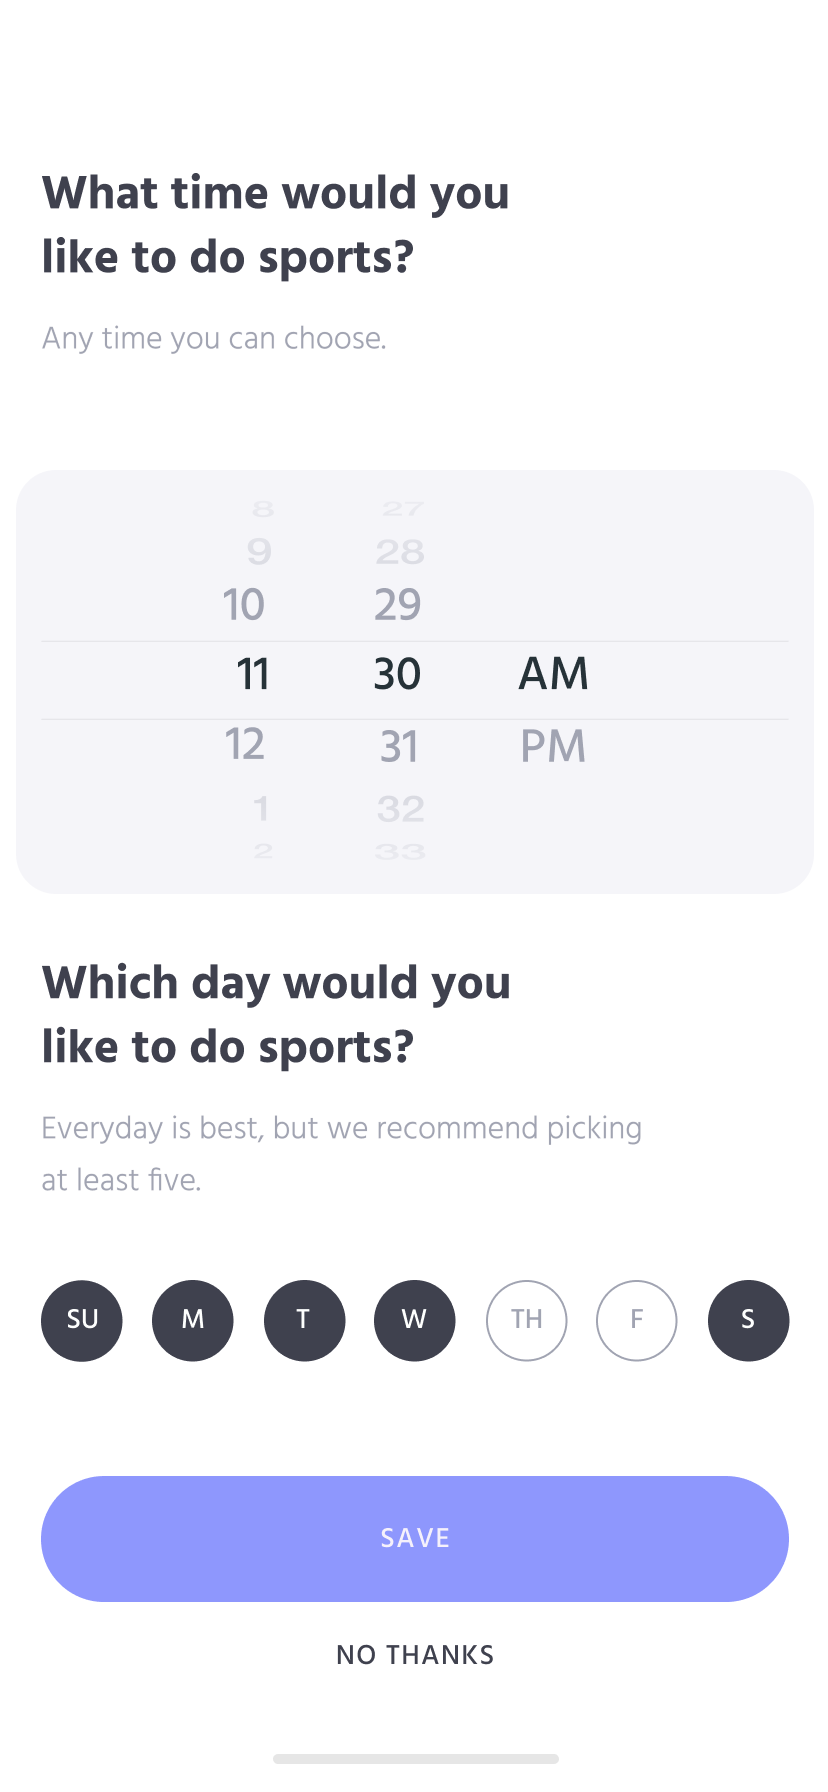 What time would you
like to do sports?
Any time you can choose.
8 27
9 28
10 29
11 30 AM
12 31 PM
1 32
2 33
Which day would you
like to do sports?
Everyday is best, but we recommend picking
at least five.
SU M T W TH F S
SAVE
NO THANKS